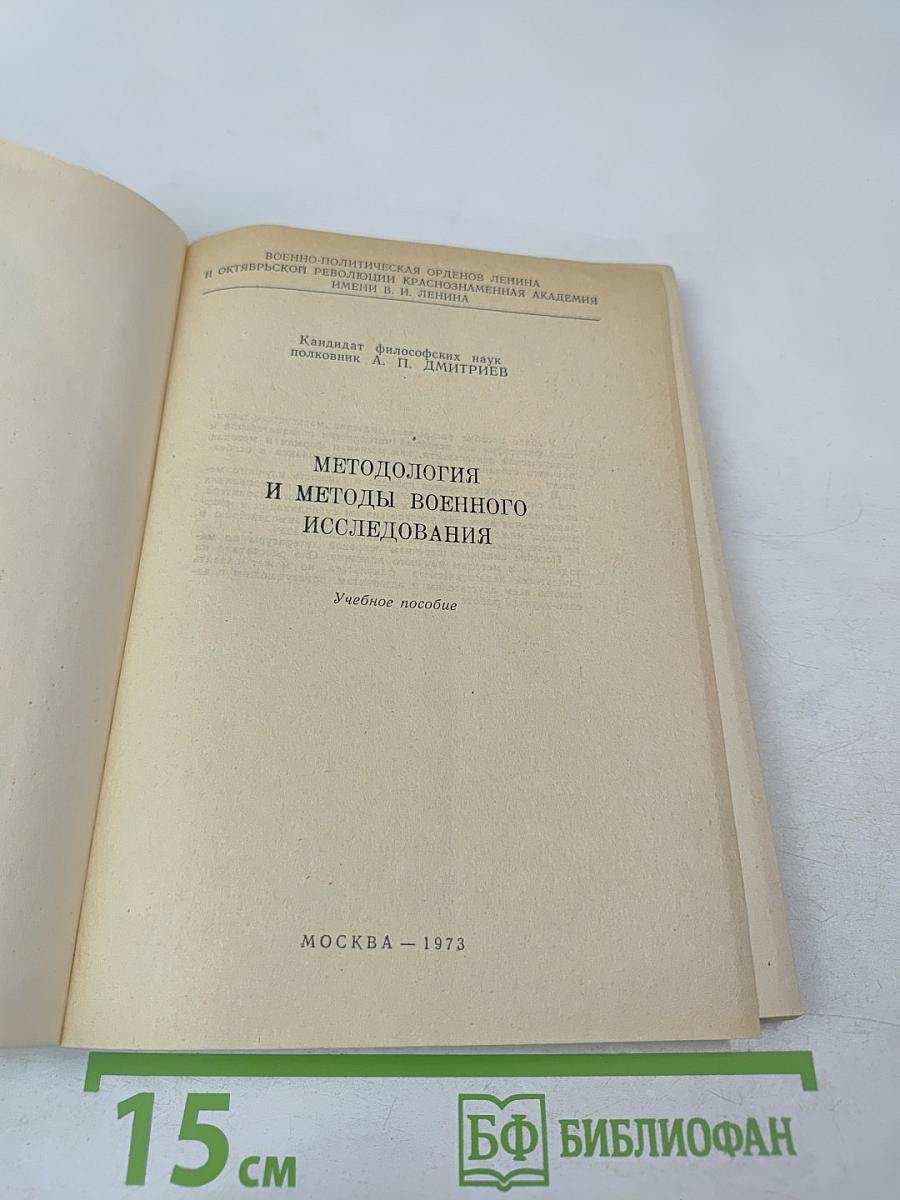 ВОЕННО-ПОЛИТИЧЕСКАЯ ОРДЕНОВ ЛЕНИНА
И ОКТЯБРЬСКОЙ РЕВОЛЮЦИИ КРАСНОЗНАМЕННАЯ АКАДЕМИЯ
ИМЕНИ В. И. ЛЕНИНА
Кандидат философских наук
полковник А. П. ДМИТРИЕВ
МЕТОДОЛОГИЯ
И МЕТОДЫ ВОЕННОГО
ИССЛЕДОВАНИЯ
Учебное пособие
МОСКВА — 1973
15 см
БФ БИБЛИОФАН